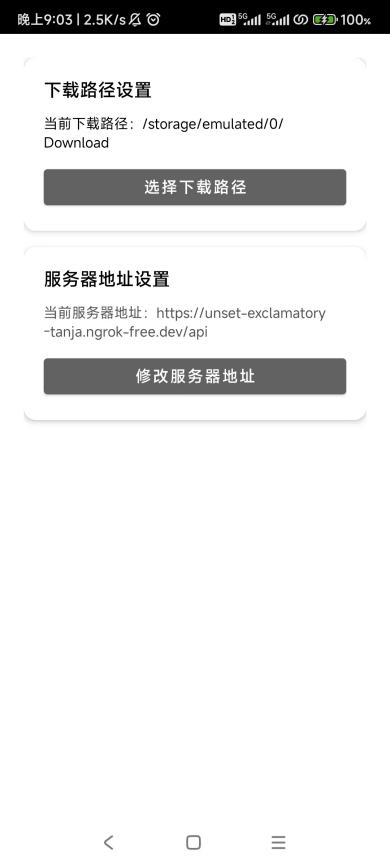 晚上9:03 | 2.5K/s HD 5G 5G 100%
下载路径设置
当前下载路径：/storage/emulated/0/
Download
选择下载路径
服务器地址设置
当前服务器地址：https://unset-exclamatory
-tanja.ngrok-free.dev/api
修改服务器地址